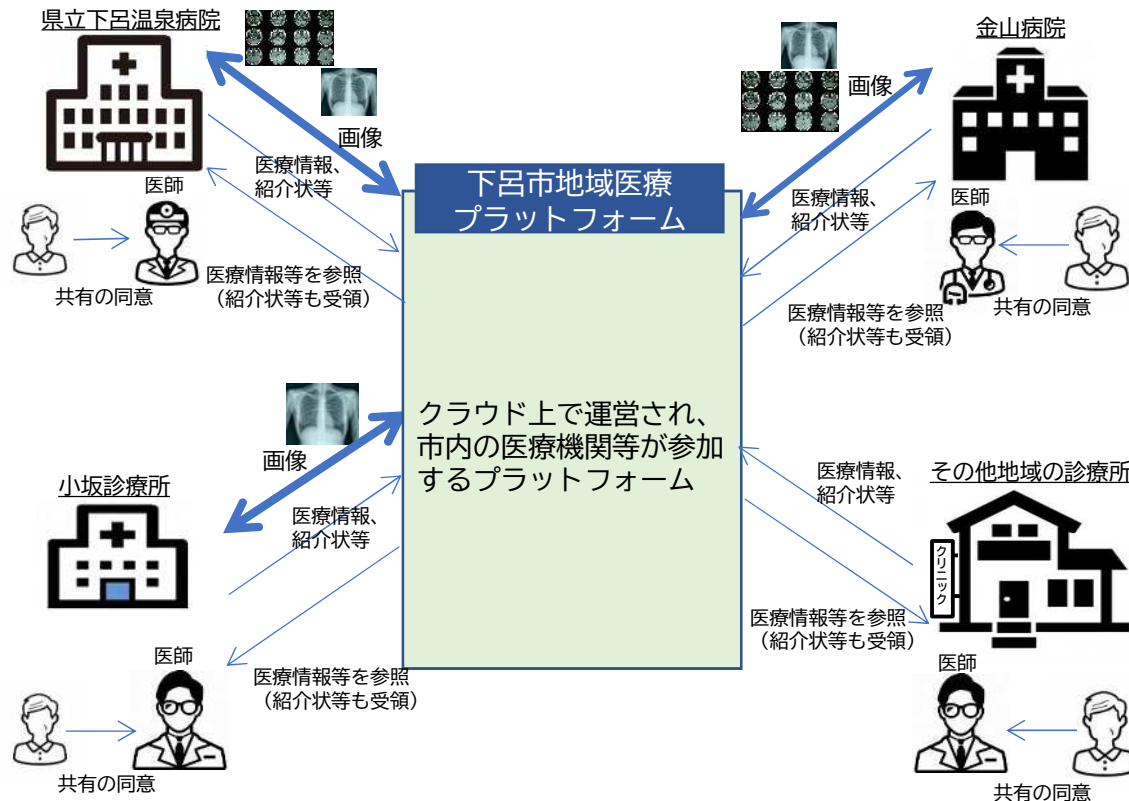 県立下呂温泉病院
画像
医療情報、
紹介状等
医師
共有の同意
医療情報等を参照
（紹介状等も受領）
金山病院
画像
医療情報、
紹介状等
医師
共有の同意
医療情報等を参照
（紹介状等も受領）
下呂市地域医療
プラットフォーム
クラウド上で運営され、
市内の医療機関等が参加
するプラットフォーム
小坂診療所
画像
医療情報、
紹介状等
医師
共有の同意
医療情報等を参照
（紹介状等も受領）
その他地域の診療所
医療情報、
紹介状等
クリニック
医療情報等を参照
（紹介状等も受領）
医師
共有の同意